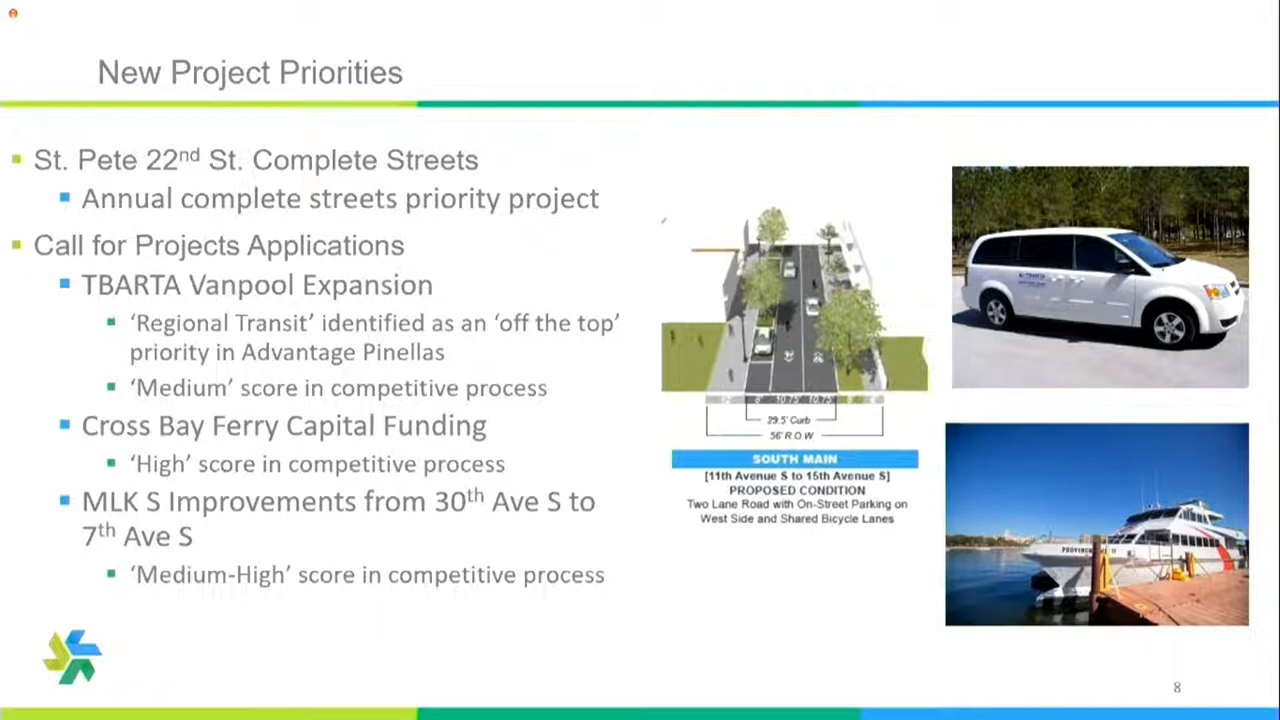 New Project Priorities
St. Pete 22nd St. Complete Streets
Annual complete streets priority project
Call for Projects Applications
TBARTA Vanpool Expansion
‘Regional Transit’ identified as an ‘off the top’
priority in Advantage Pinellas
‘Medium’ score in competitive process
Cross Bay Ferry Capital Funding
‘High’ score in competitive process
MLK S Improvements from 30th Ave S to
7th Ave S
‘Medium-High’ score in competitive process
10.75' 10.75'
29.5' Curb
56' R.O.W
SOUTH MAIN
[11th Avenue S to 15th Avenue S]
PROPOSED CONDITION
Two Lane Road with On-Street Parking on
West Side and Shared Bicycle Lanes
8